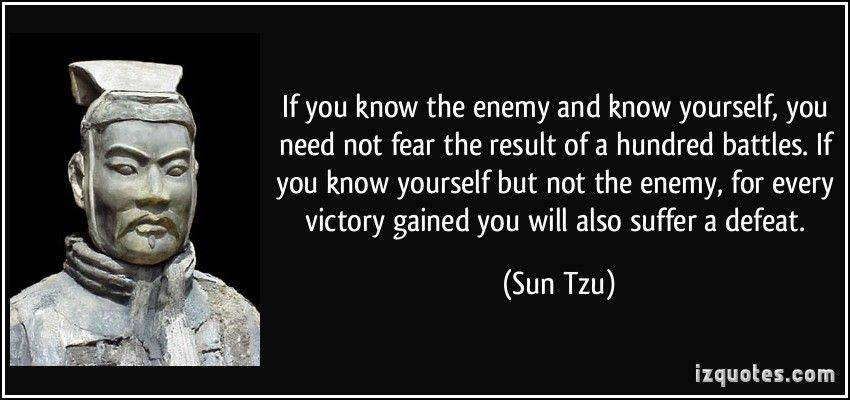 If you know the enemy and know yourself, you
need not fear the result of a hundred battles. If
you know yourself but not the enemy, for every
victory gained you will also suffer a defeat.
(Sun Tzu)
izquotes.com